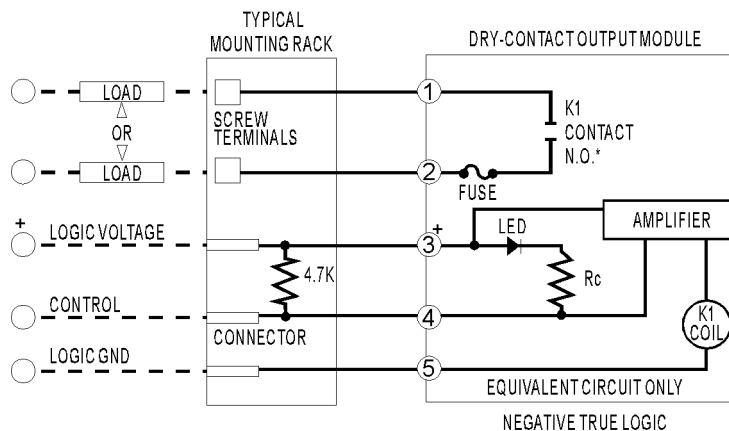 TYPICAL
MOUNTING RACK
DRY-CONTACT OUTPUT MODULE
LOAD
OR
LOAD
SCREW
TERMINALS
1
K1
CONTACT
N.O.*
2
FUSE
+
LOGIC VOLTAGE
3
+
LED
AMPLIFIER
4.7K
Rc
CONTROL
4
CONNECTOR
K1
COIL
LOGIC GND
5
EQUIVALENT CIRCUIT ONLY
NEGATIVE TRUE LOGIC